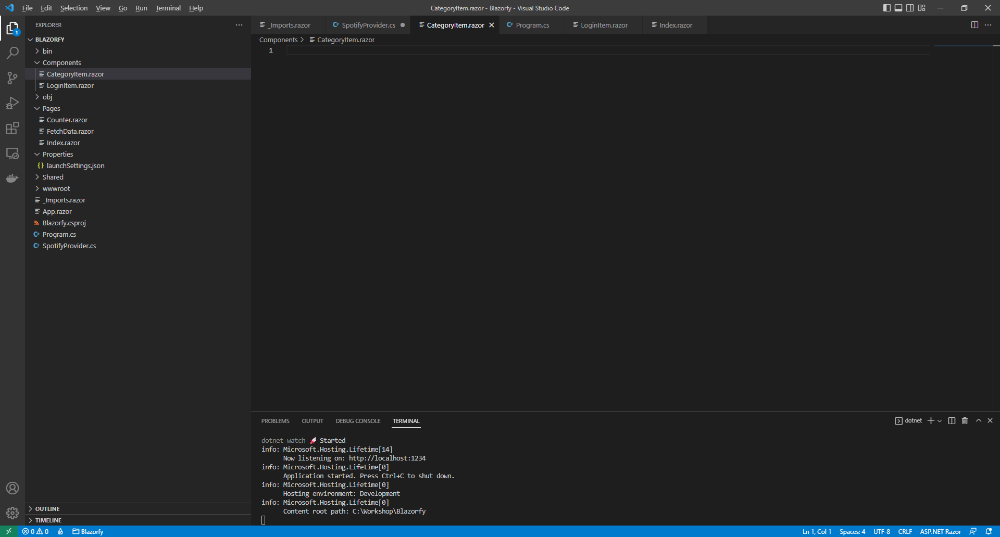 File Edit Selection View Go Run Terminal Help
CategoryItem.razor - Blazorfy - Visual Studio Code
EXPLORER
_Imports.razor
SpotifyProvider.cs
CategoryItem.razor
Program.cs
LoginItem.razor
Index.razor
1
BLAZORFY
bin
Components
CategoryItem.razor
LoginItem.razor
obj
Pages
Counter.razor
FetchData.razor
Index.razor
Properties
{} launchSettings.json
Shared
wwwroot
_Imports.razor
App.razor
Blazorfy.csproj
C# Program.cs
C# SpotifyProvider.cs
OUTLINE
TIMELINE
Components > CategoryItem.razor
1
PROBLEMS OUTPUT DEBUG CONSOLE TERMINAL
dotnet
dotnet watch 🚀 Started
info: Microsoft.Hosting.Lifetime[14]
Now listening on: http://localhost:1234
info: Microsoft.Hosting.Lifetime[0]
Application started. Press Ctrl+C to shut down.
info: Microsoft.Hosting.Lifetime[0]
Hosting environment: Development
info: Microsoft.Hosting.Lifetime[0]
Content root path: C:\Workshop\Blazorfy
0 0 Blazorfy
Ln 1, Col 1 Spaces: 4 UTF-8 CRLF ASP.NET Razor